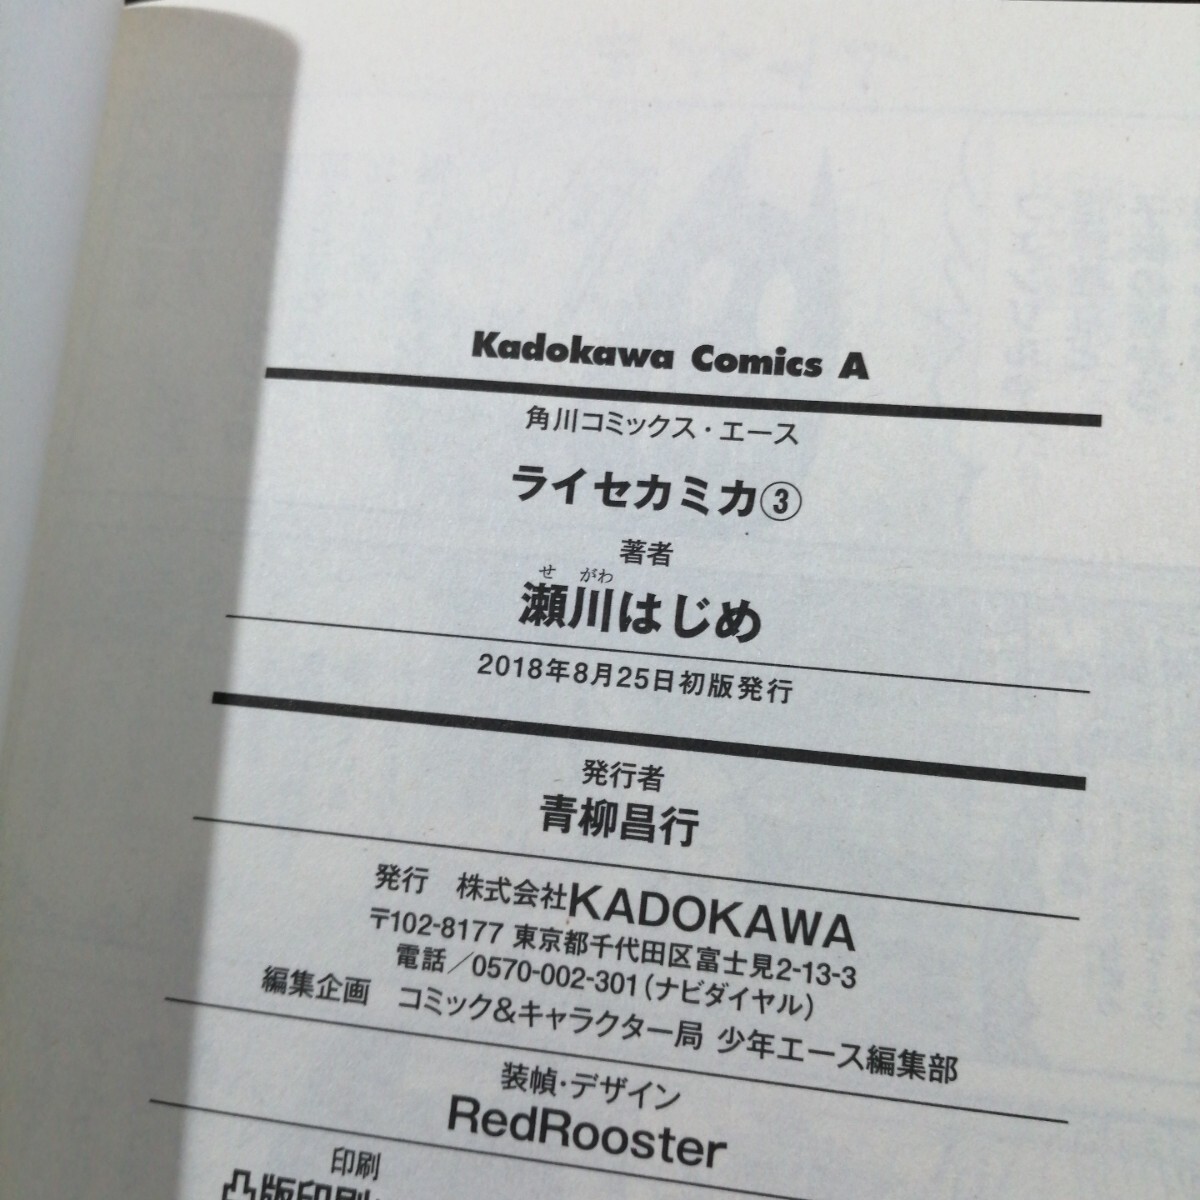 Kadokawa Comics A
角川コミックス・エース
ライセカミカ③
著者
せがわ
瀬川はじめ
2018年8月25日初版発行
発行者
青柳昌行
発行 株式会社KADOKAWA
〒102-8177 東京都千代田区富士見2-13-3
電話/0570-002-301(ナビダイヤル)
編集企画 コミック&キャラクター局 少年エース編集部
装幀・デザイン
RedRooster
印刷
凸版印刷